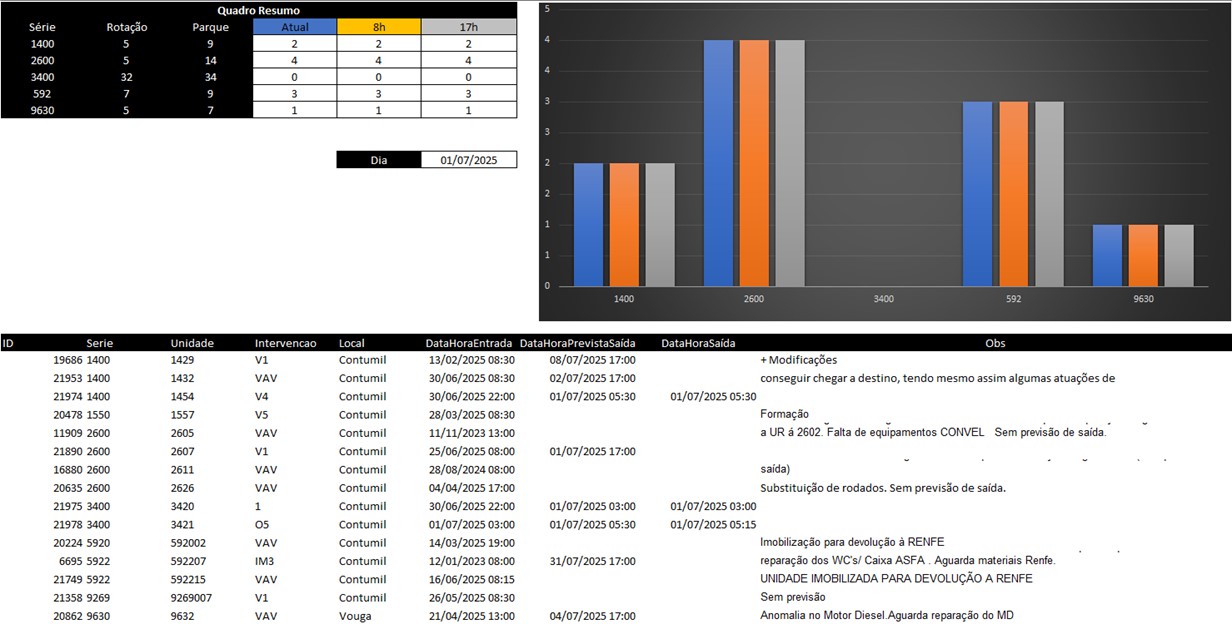 Quadro Resumo
Série Rotação Parque Atual 8h 17h
1400 5 9 2 2 2
2600 5 14 4 4 4
3400 32 34 0 0 0
592 7 9 3 3 3
9630 5 7 1 1 1
Dia 01/07/2025
5
4
4
3
3
2
2
1
1
0
1400 2600 3400 592 9630
ID Serie Unidade Intervencao Local DataHoraEntrada DataHoraPrevistaSaída DataHoraSaída Obs
19686 1400 1429 V1 Contumil 13/02/2025 08:30 08/07/2025 17:00 + Modificações
21953 1400 1432 VAV Contumil 30/06/2025 08:30 02/07/2025 17:00 conseguir chegar a destino, tendo mesmo assim algumas atuações de
21974 1400 1454 V4 Contumil 30/06/2025 22:00 01/07/2025 05:30 01/07/2025 05:30
20478 1550 1557 V5 Contumil 28/03/2025 08:30 Formação
11909 2600 2605 VAV Contumil 11/11/2023 13:00 a UR á 2602. Falta de equipamentos CONVEL Sem previsão de saída.
21890 2600 2607 V1 Contumil 25/06/2025 08:00 01/07/2025 17:00
16880 2600 2611 VAV Contumil 28/08/2024 08:00 saída)
20635 2600 2626 VAV Contumil 04/04/2025 17:00 Substituição de rodados. Sem previsão de saída.
21975 3400 3420 1 Contumil 30/06/2025 22:00 01/07/2025 03:00 01/07/2025 03:00
21978 3400 3421 O5 Contumil 01/07/2025 03:00 01/07/2025 05:30 01/07/2025 05:15
20224 5920 592002 VAV Contumil 14/03/2025 19:00 Imobilização para devolução à RENFE
6695 5922 592207 IM3 Contumil 12/01/2023 08:00 31/07/2025 17:00 reparação dos WC's/ Caixa ASFA . Aguarda materiais Renfe.
21749 5922 592215 VAV Contumil 16/06/2025 08:15 UNIDADE IMOBILIZADA PARA DEVOLUÇÃO A RENFE
21358 9269 9269007 V1 Contumil 26/05/2025 08:30 Sem previsão
20862 9630 9632 VAV Vouga 21/04/2025 13:00 04/07/2025 17:00 Anomalia no Motor Diesel.Aguarda reparação do MD